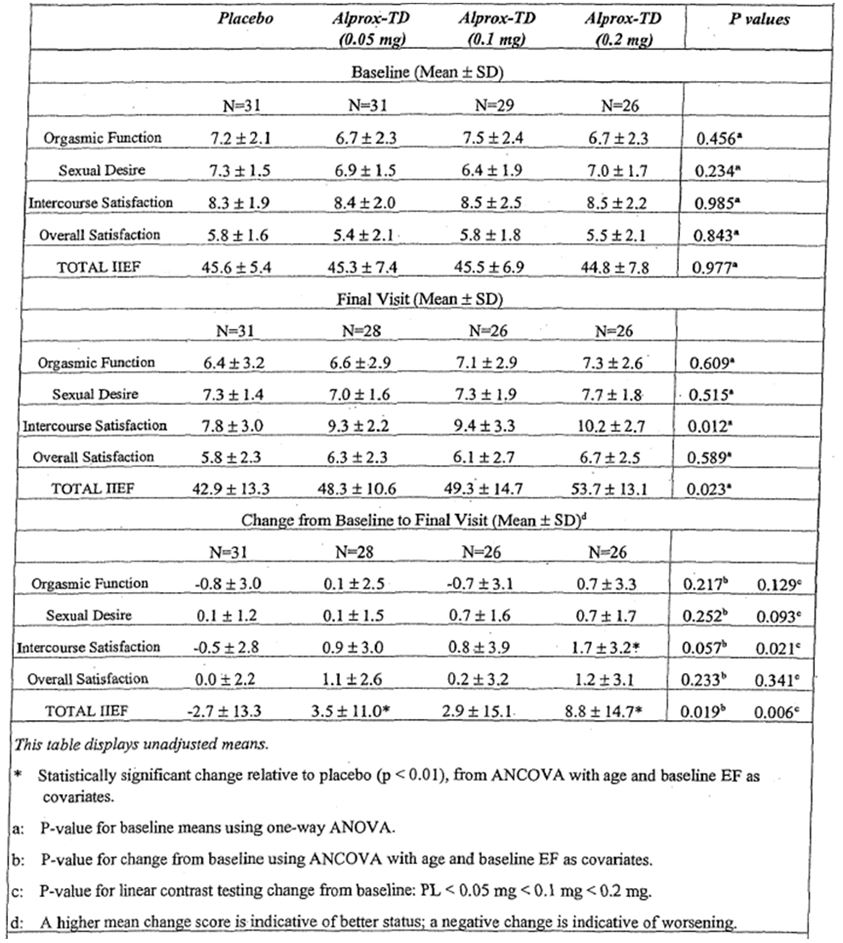 Placebo Alprox-TD Alprox-TD Alprox-TD P values
(0.05 mg) (0.1 mg) (0.2 mg)
Baseline (Mean ± SD)
N=31 N=31 N=29 N=26
Orgasmic Function 7.2 ± 2.1 6.7 ± 2.3 7.5 ± 2.4 6.7 ± 2.3 0.456ª
Sexual Desire 7.3 ± 1.5 6.9 ± 1.5 6.4 ± 1.9 7.0 ± 1.7 0.234ª
Intercourse Satisfaction 8.3 ± 1.9 8.4 ± 2.0 8.5 ± 2.5 8.5 ± 2.2 0.985ª
Overall Satisfaction 5.8 ± 1.6 5.4 ± 2.1 5.8 ± 1.8 5.5 ± 2.1 0.843ª
TOTAL IIEF 45.6 ± 5.4 45.3 ± 7.4 45.5 ± 6.9 44.8 ± 7.8 0.977ª
Final Visit (Mean ± SD)
N=31 N=28 N=26 N=26
Orgasmic Function 6.4 ± 3.2 6.6 ± 2.9 7.1 ± 2.9 7.3 ± 2.6 0.609ª
Sexual Desire 7.3 ± 1.4 7.0 ± 1.6 7.3 ± 1.9 7.7 ± 1.8 0.515ª
Intercourse Satisfaction 7.8 ± 3.0 9.3 ± 2.2 9.4 ± 3.3 10.2 ± 2.7 0.012ª
Overall Satisfaction 5.8 ± 2.3 6.3 ± 2.3 6.1 ± 2.7 6.7 ± 2.5 0.589ª
TOTAL IIEF 42.9 ± 13.3 48.3 ± 10.6 49.3 ± 14.7 53.7 ± 13.1 0.023ª
Change from Baseline to Final Visit (Mean ± SD)ᵈ
N=31 N=28 N=26 N=26
Orgasmic Function -0.8 ± 3.0 0.1 ± 2.5 -0.7 ± 3.1 0.7 ± 3.3 0.217ᵇ 0.129ᶜ
Sexual Desire 0.1 ± 1.2 0.1 ± 1.5 0.7 ± 1.6 0.7 ± 1.7 0.252ᵇ 0.093ᶜ
Intercourse Satisfaction -0.5 ± 2.8 0.9 ± 3.0 0.8 ± 3.9 1.7 ± 3.2* 0.057ᵇ 0.021ᶜ
Overall Satisfaction 0.0 ± 2.2 1.1 ± 2.6 0.2 ± 3.2 1.2 ± 3.1 0.233ᵇ 0.341ᶜ
TOTAL IIEF -2.7 ± 13.3 3.5 ± 11.0* 2.9 ± 15.1 8.8 ± 14.7* 0.019ᵇ 0.006ᶜ
This table displays unadjusted means.
* Statistically significant change relative to placebo (p < 0.01), from ANCOVA with age and baseline EF as
covariates.
a: P-value for baseline means using one-way ANOVA.
b: P-value for change from baseline using ANCOVA with age and baseline EF as covariates.
c: P-value for linear contrast testing change from baseline: PL < 0.05 mg < 0.1 mg < 0.2 mg.
d: A higher mean change score is indicative of better status; a negative change is indicative of worsening.